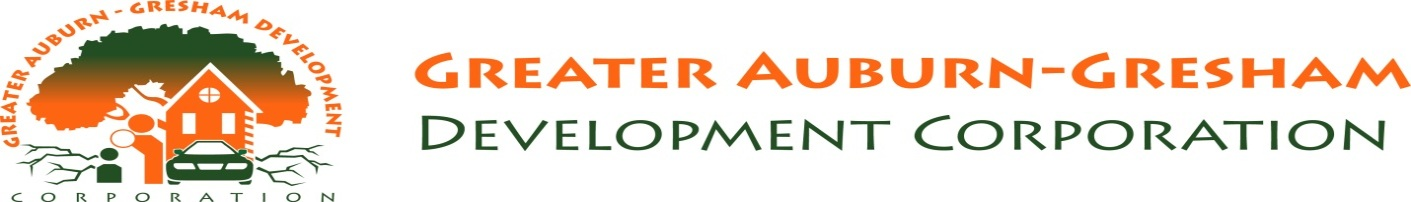 GREATER AUBURN - GRESHAM DEVELOPMENT
CORPORATION
GREATER AUBURN-GRESHAM
DEVELOPMENT CORPORATION